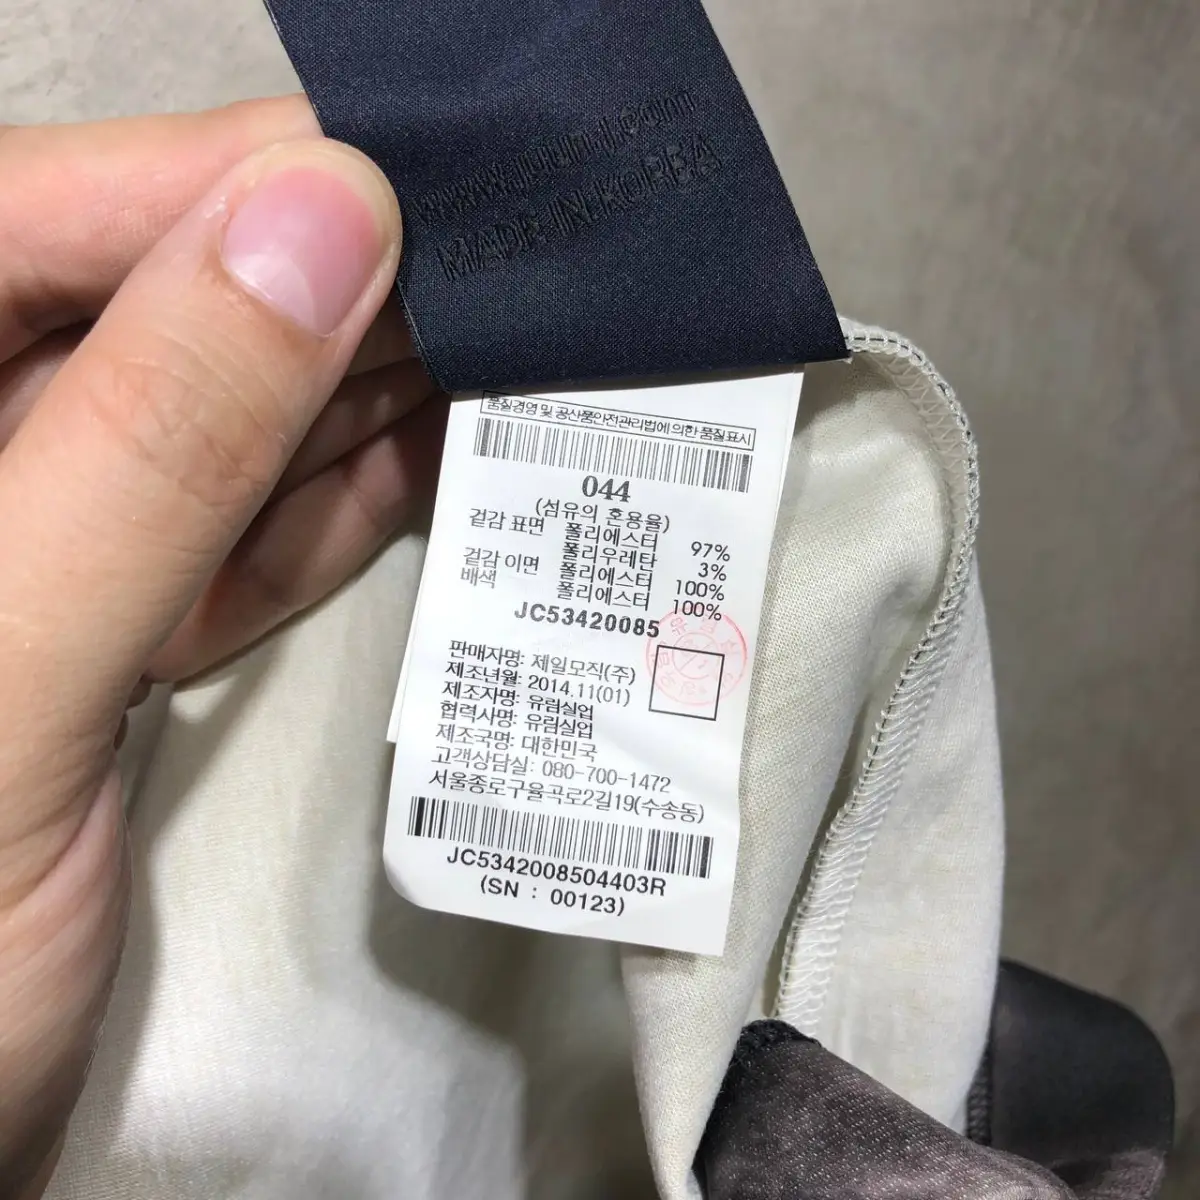 MADE IN KOREA
품질경영 및 공산품안전관리법에 의한 품질표시
044
(섬유의 혼용율)
겉감 표면 폴리에스터 97%
폴리우레탄 3%
겉감 이면 폴리에스터 100%
배색 폴리에스터 100%
JC53420085
판매자명: 제일모직(주)
제조년월: 2014.11(01)
제조자명: 유림실업
협력사명: 유림실업
제조국명: 대한민국
고객상담실: 080-700-1472
서울종로구율곡로2길19(수송동)
JC5342008504403R
(SN : 00123)